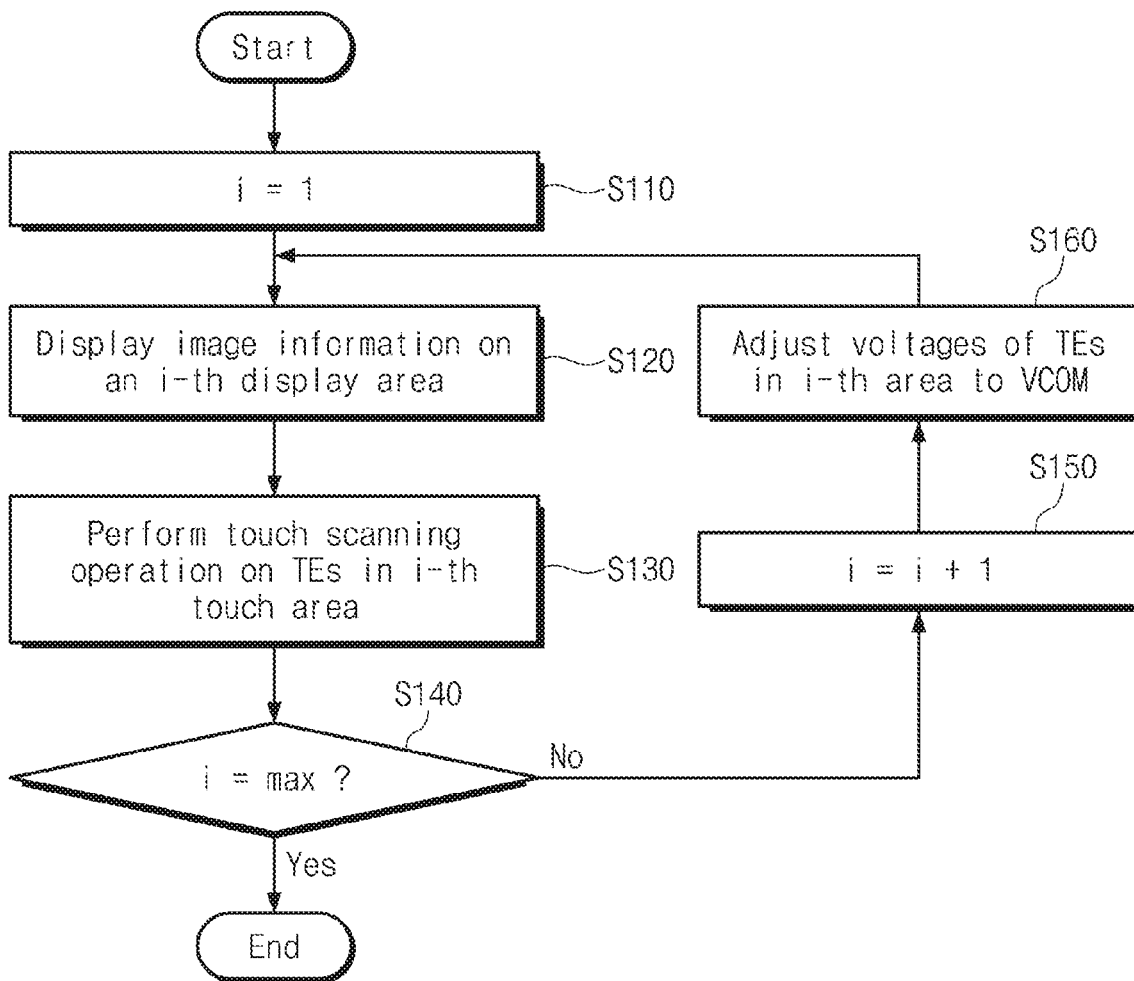 Start
i = 1
S110
S160
Display image information on
an i-th display area
S120
Adjust voltages of TEs
in i-th area to VCOM
S150
Perform touch scanning
operation on TEs in i-th
touch area
S130
i = i + 1
S140
i = max ?
No
Yes
End